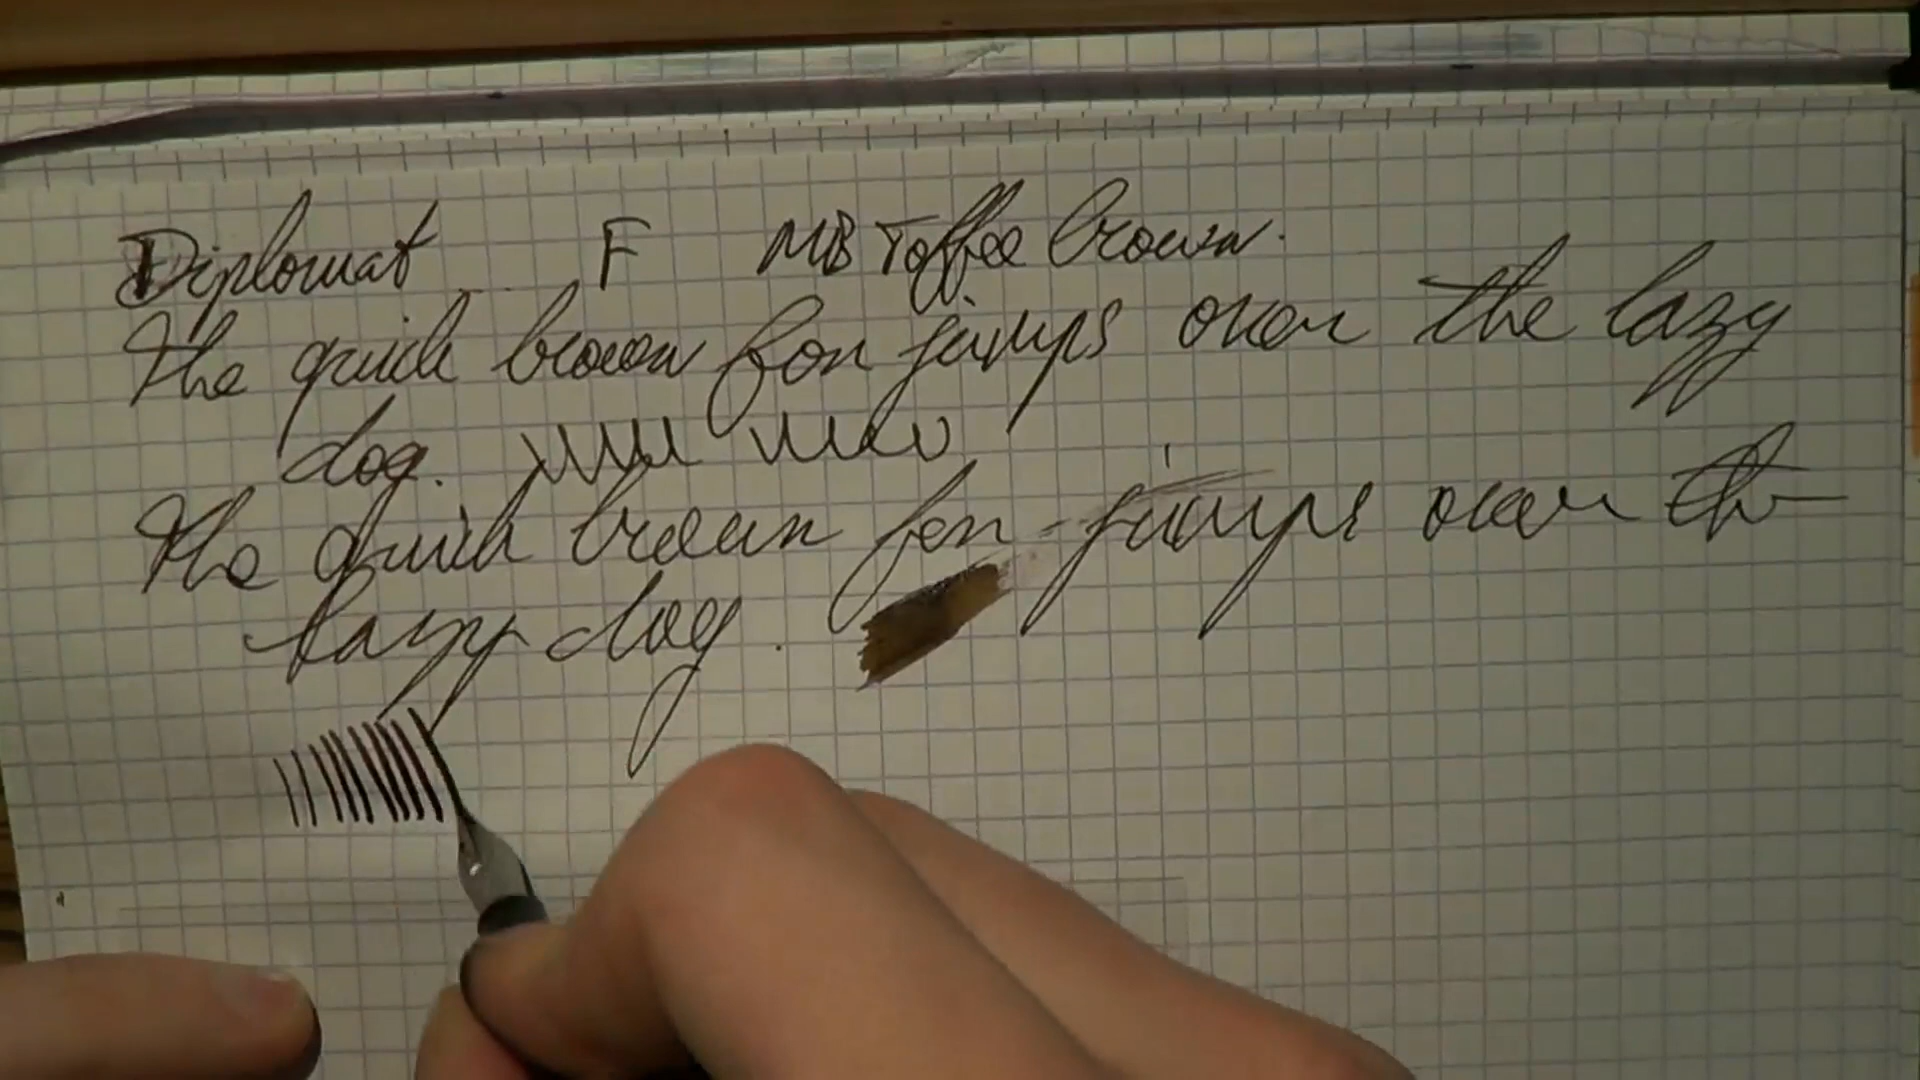 Diplomat F MB Toffee brown.
The quick brown fox jumps over the lazy
dog.
The quick brown fox jumps over the
lazy dog.